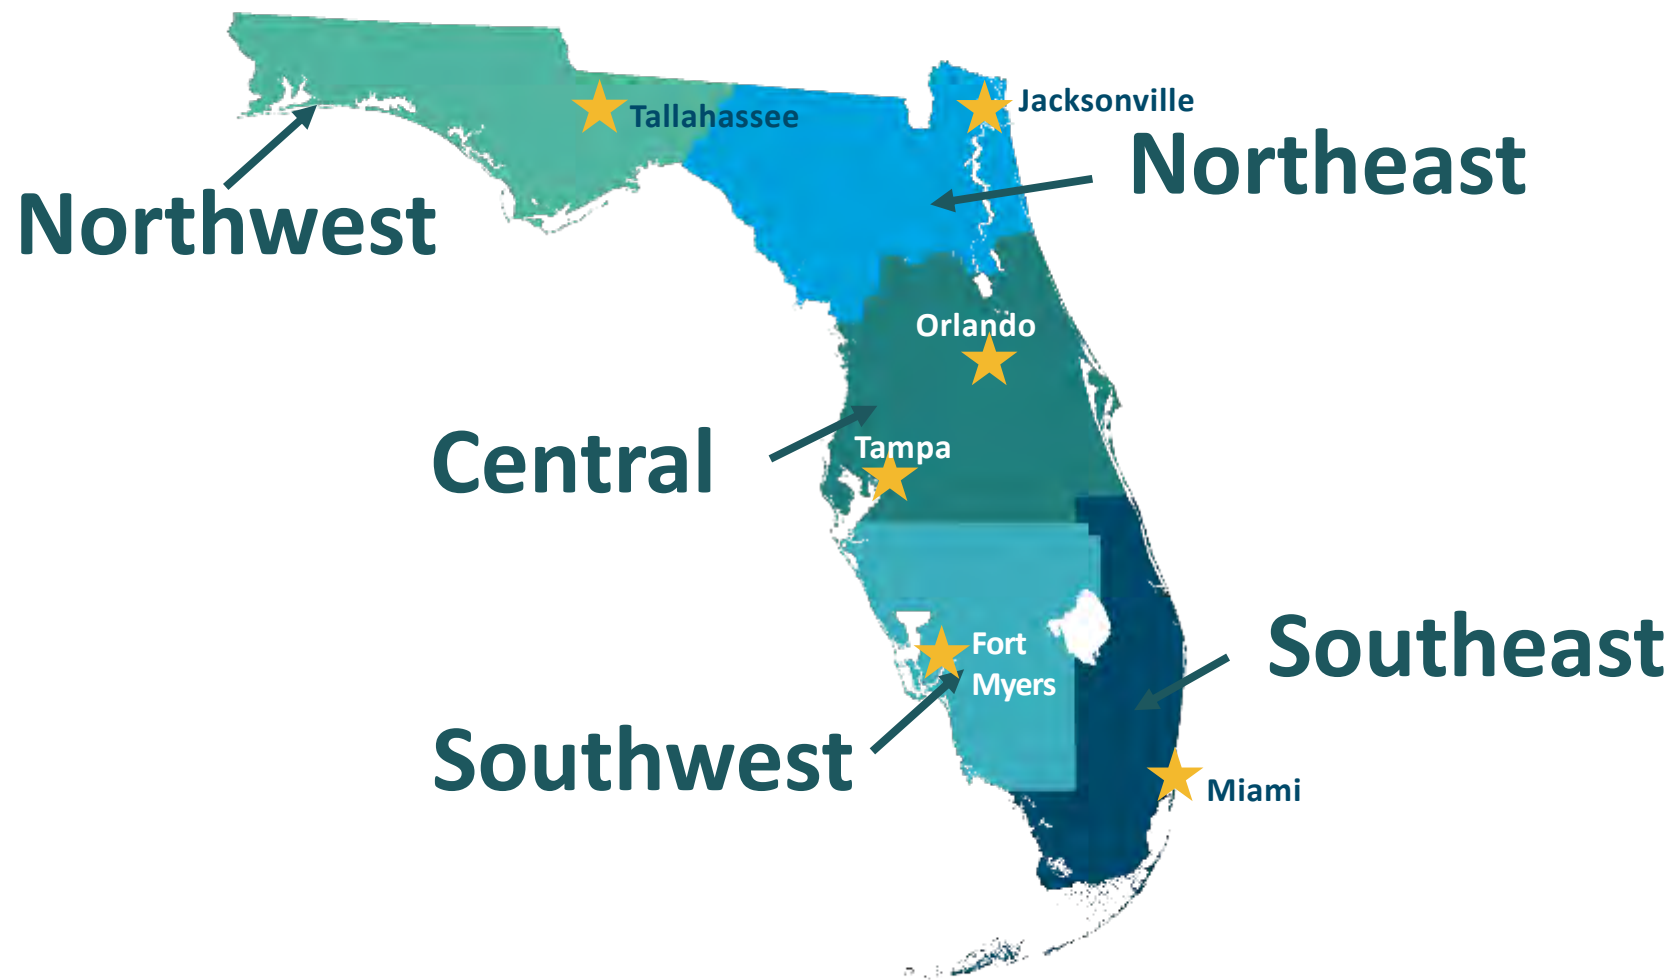 Tallahassee
Jacksonville
Northeast
Northwest
Orlando
Central
Tampa
Southeast
Fort
Myers
Southwest
Miami